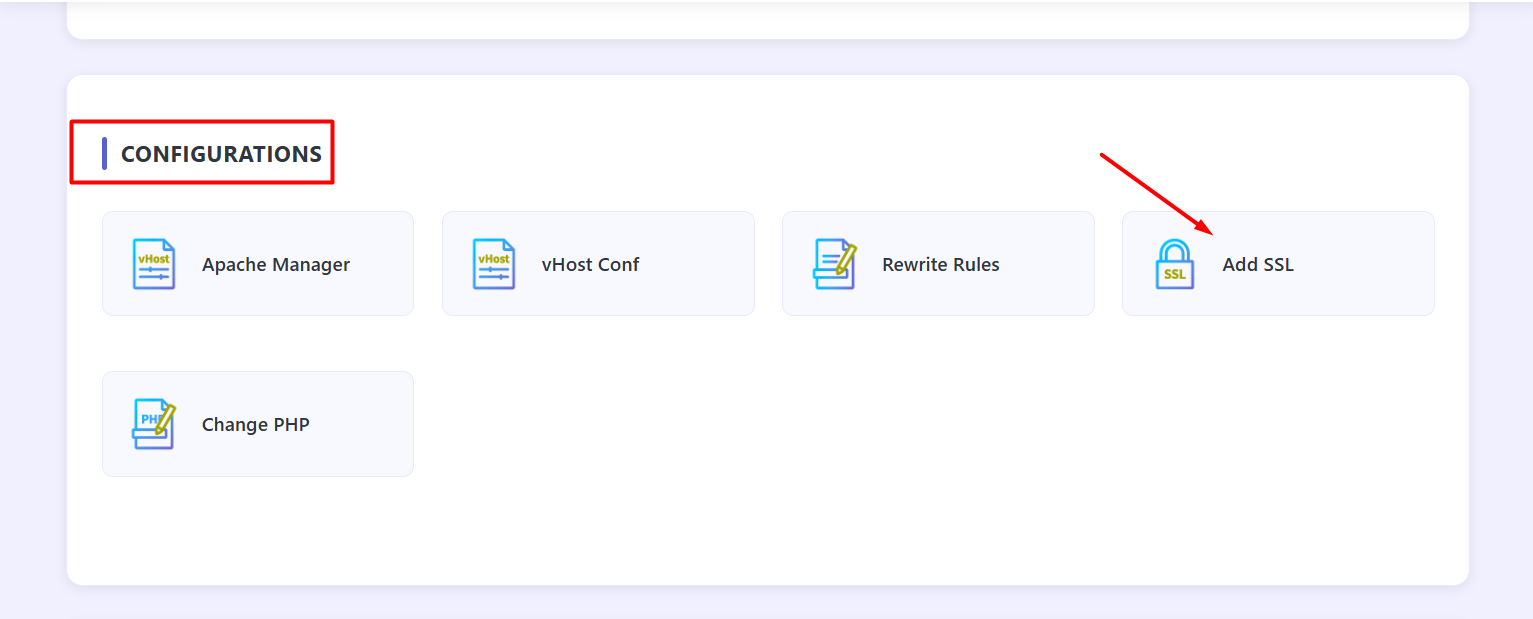 CONFIGURATIONS
vHost
Apache Manager
vHost
vHost Conf
Rewrite Rules
SSL
Add SSL
PHP
Change PHP